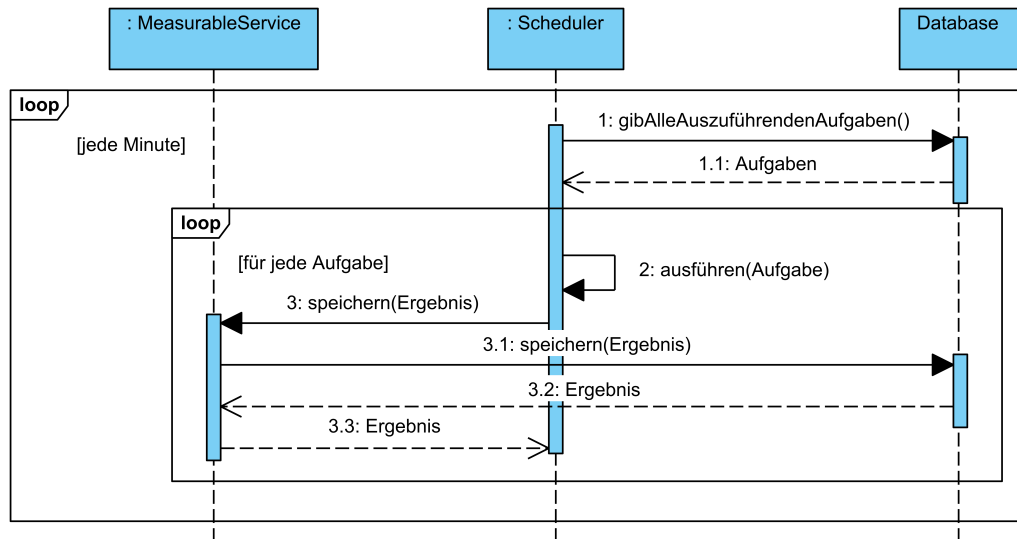 : MeasurableService
: Scheduler
Database
loop
[jede Minute]
1: gibAlleAuszuführendenAufgaben()
1.1: Aufgaben
loop
[für jede Aufgabe]
2: ausführen(Aufgabe)
3: speichern(Ergebnis)
3.1: speichern(Ergebnis)
3.2: Ergebnis
3.3: Ergebnis